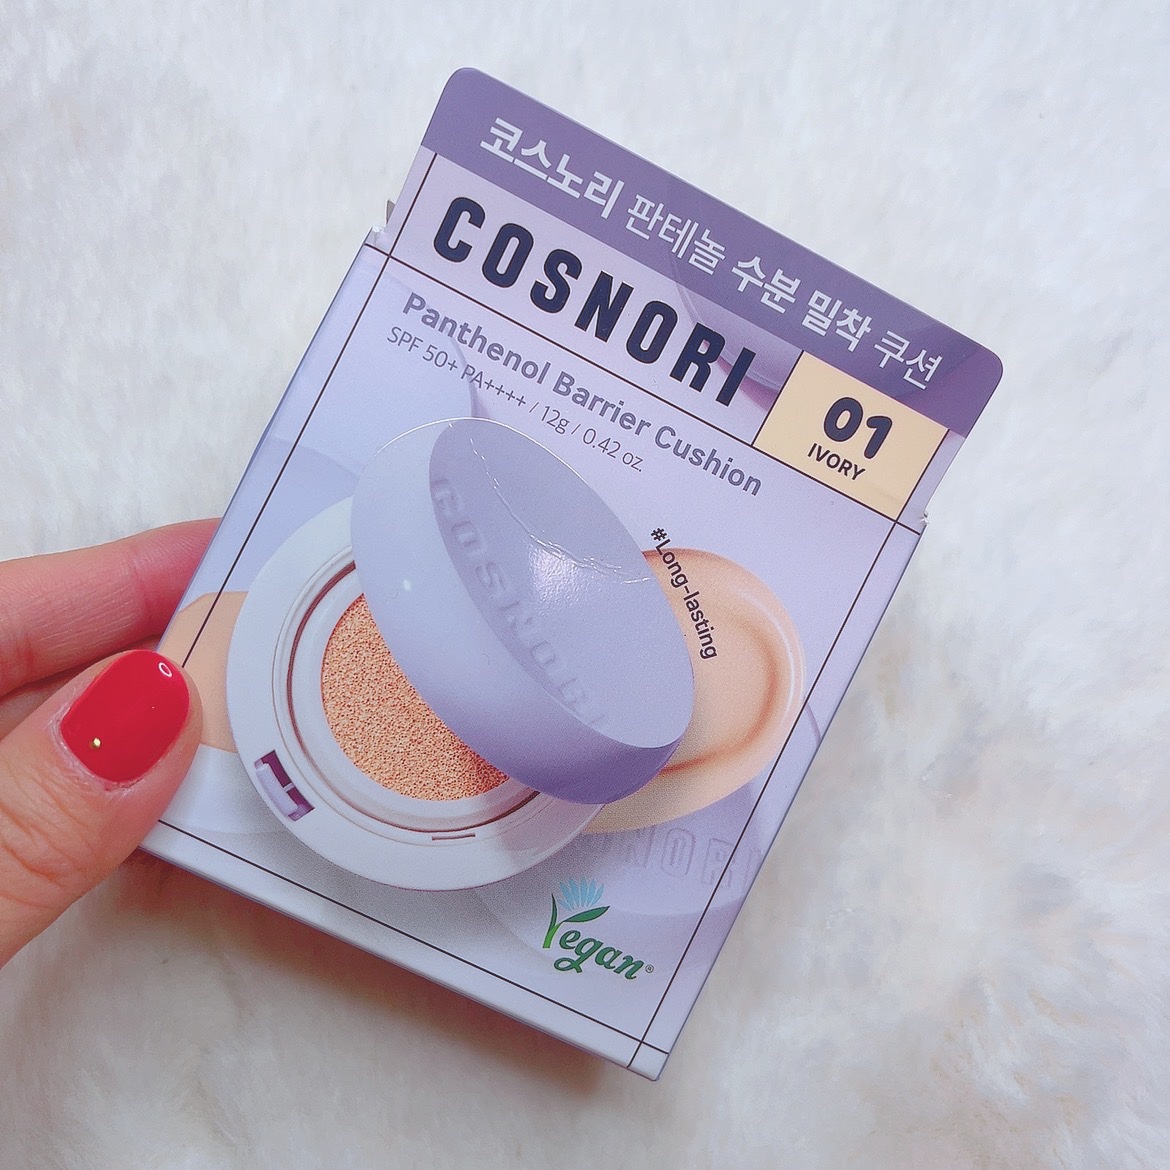 코스노리 판테놀 수분 밀착 쿠션
COSNORI
01
IVORY
Panthenol Barrier Cushion
SPF 50+ PA++++ / 12g / 0.42 oz.
#Long-lasting
COSNORI
NORI
Vegan®